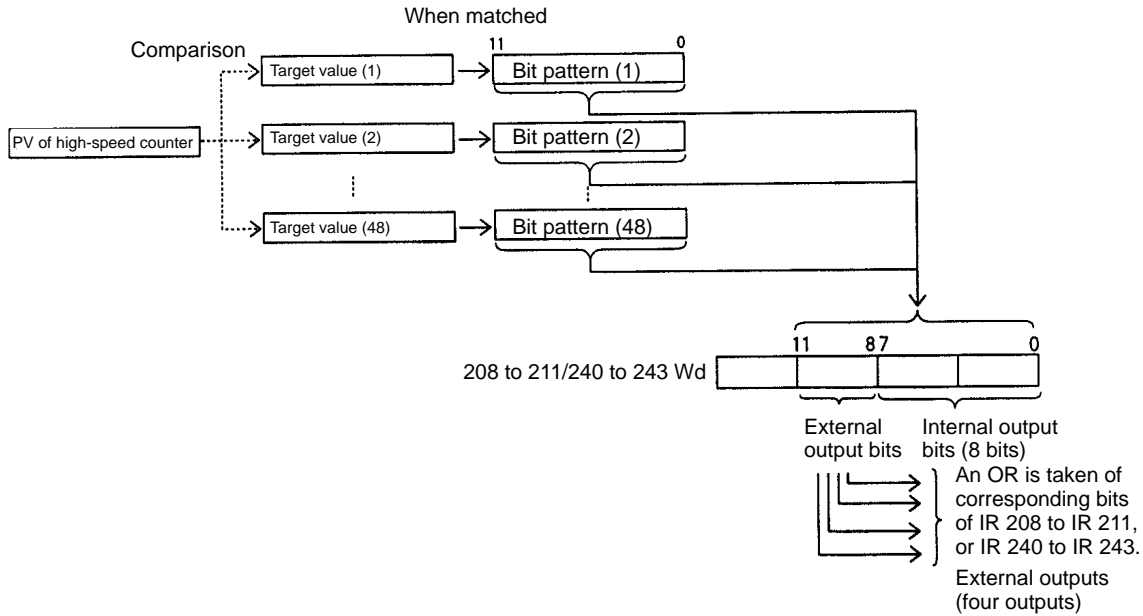 When matched
Comparison
11 0
Target value (1)
Bit pattern (1)
PV of high-speed counter
Target value (2)
Bit pattern (2)
Target value (48)
Bit pattern (48)
11 8 7 0
208 to 211/240 to 243 Wd
External
output bits
Internal output
bits (8 bits)
An OR is taken of
corresponding bits
of IR 208 to IR 211,
or IR 240 to IR 243.
External outputs
(four outputs)